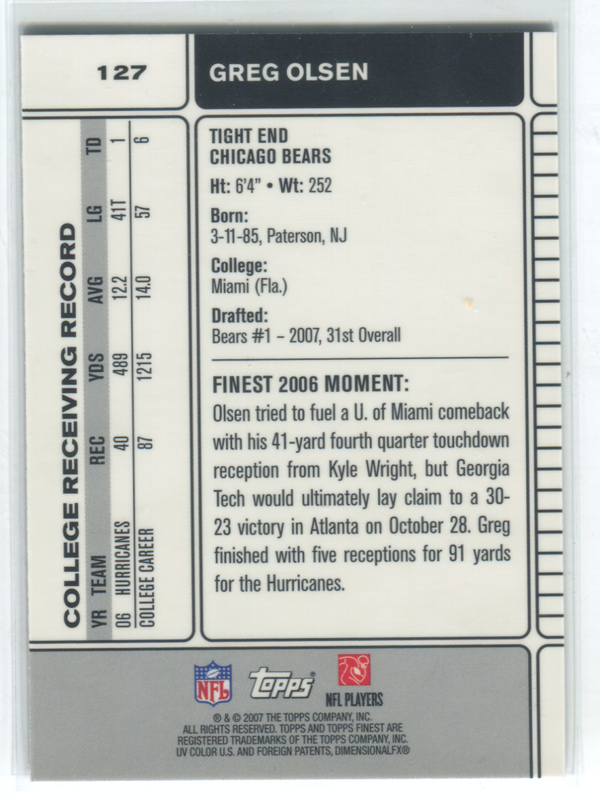 127
GREG OLSEN
COLLEGE RECEIVING RECORD
YR TEAM REC YDS AVG LG TD
06 HURRICANES 40 489 12.2 41T 1
COLLEGE CAREER 87 1215 14.0 57 6
TIGHT END
CHICAGO BEARS
Ht: 6'4" • Wt: 252
Born:
3-11-85, Paterson, NJ
College:
Miami (Fla.)
Drafted:
Bears #1 – 2007, 31st Overall
FINEST 2006 MOMENT:
Olsen tried to fuel a U. of Miami comeback
with his 41-yard fourth quarter touchdown
reception from Kyle Wright, but Georgia
Tech would ultimately lay claim to a 30-
23 victory in Atlanta on October 28. Greg
finished with five receptions for 91 yards
for the Hurricanes.
NFL
Topps
NFL PLAYERS
® & © 2007 THE TOPPS COMPANY, INC.
ALL RIGHTS RESERVED. TOPPS AND TOPPS FINEST ARE
REGISTERED TRADEMARKS OF THE TOPPS COMPANY, INC.
UV COLOR U.S. AND FOREIGN PATENTS, DIMENSIONALFX®